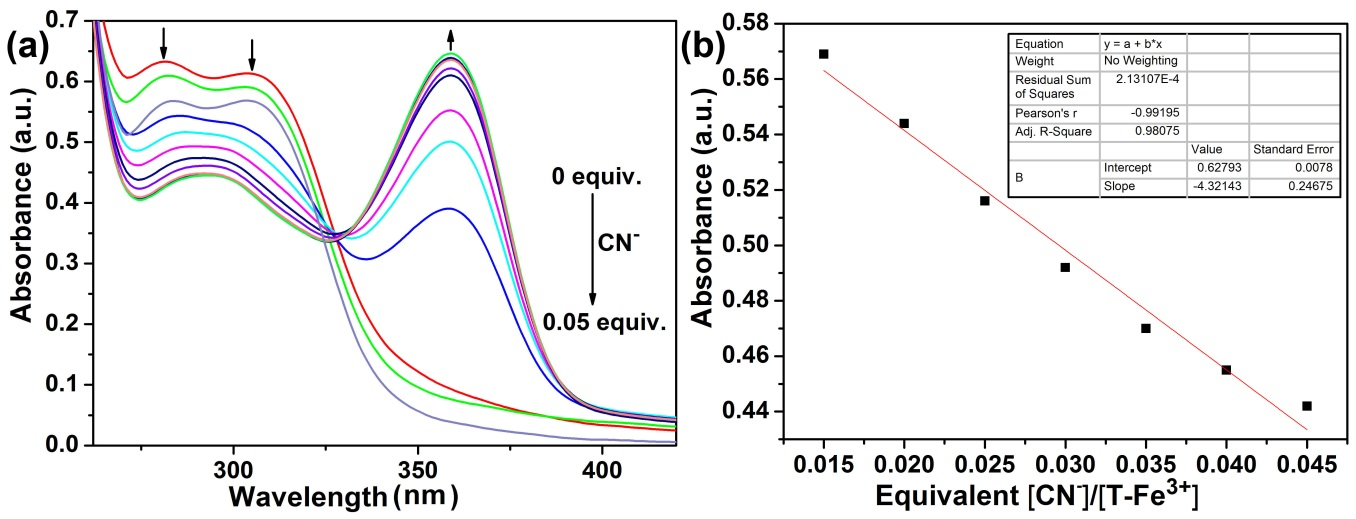 (a)
0.7
0.6
0.5
0.4
0.3
0.2
0.1
0.0
Absorbance (a.u.)
0 equiv.
CN⁻
0.05 equiv.
300
350
400
Wavelength (nm)
(b)
0.58
0.56
0.54
0.52
0.50
0.48
0.46
0.44
Absorbance (a.u.)
Equation y = a + b*x
Weight No Weighting
Residual Sum
of Squares 2.13107E-4
Pearson's r -0.99195
Adj. R-Square 0.98075
Value Standard Error
B Intercept 0.62793 0.0078
Slope -4.32143 0.24675
0.015 0.020 0.025 0.030 0.035 0.040 0.045
Equivalent [CN⁻]/[T-Fe³⁺]